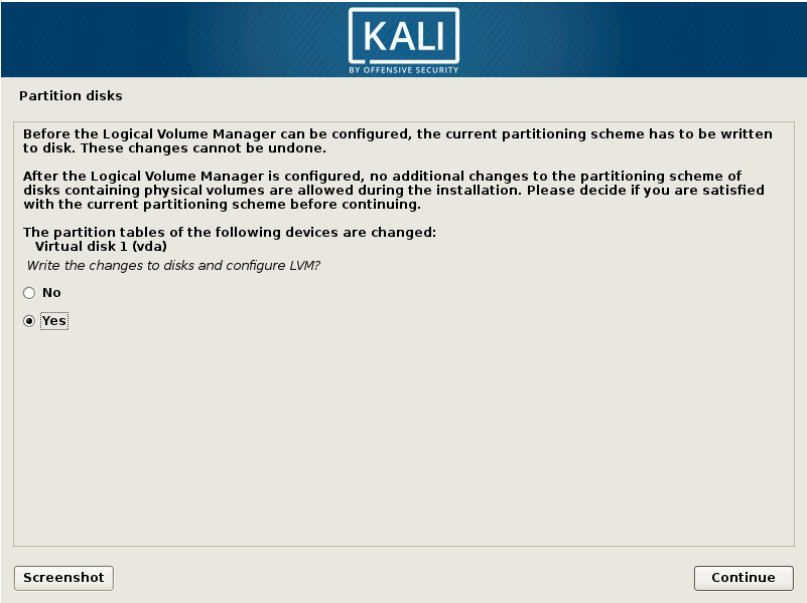 KALI
BY OFFENSIVE SECURITY
Partition disks
Before the Logical Volume Manager can be configured, the current partitioning scheme has to be written
to disk. These changes cannot be undone.
After the Logical Volume Manager is configured, no additional changes to the partitioning scheme of
disks containing physical volumes are allowed during the installation. Please decide if you are satisfied
with the current partitioning scheme before continuing.
The partition tables of the following devices are changed:
Virtual disk 1 (vda)
Write the changes to disks and configure LVM?
No
Yes
Screenshot
Continue